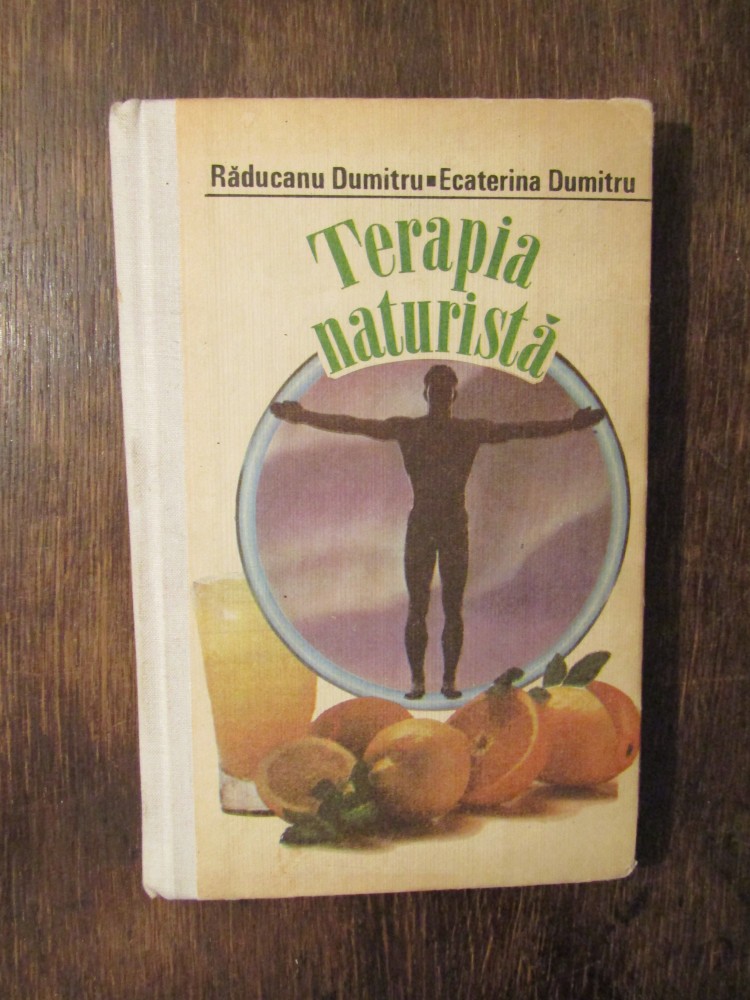 Răducanu Dumitru▪Ecaterina Dumitru
Terapia
naturistă